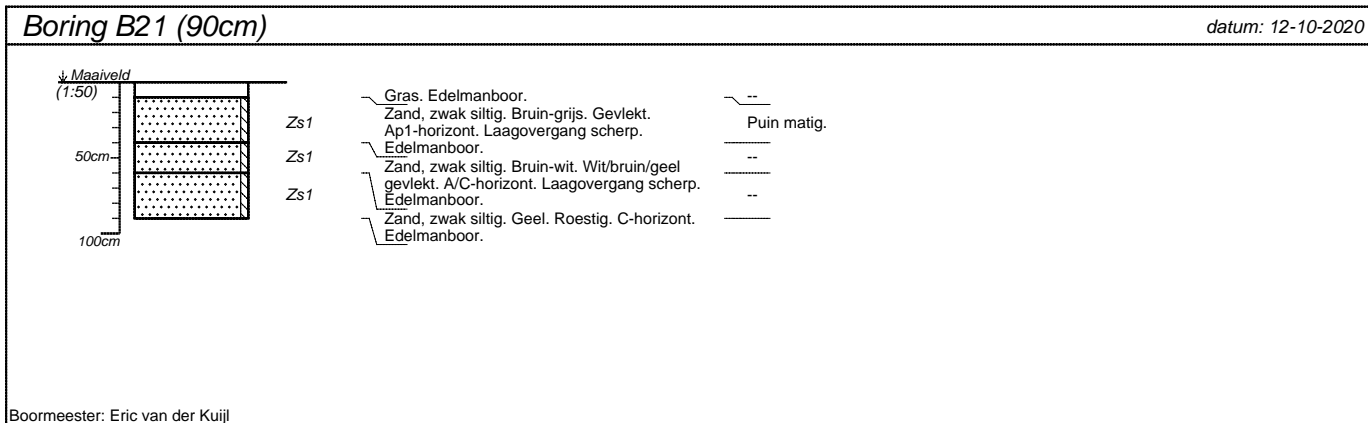 Boring B21 (90cm)
datum: 12-10-2020
Maaiveld
(1:50)
50cm
100cm
Zs1
Zs1
Zs1
Gras. Edelmanboor.
Zand, zwak siltig. Bruin-grijs. Gevlekt.
Ap1-horizont. Laagovergang scherp.
Edelmanboor.
Zand, zwak siltig. Bruin-wit. Wit/bruin/geel
gevlekt. A/C-horizont. Laagovergang scherp.
Edelmanboor.
Zand, zwak siltig. Geel. Roestig. C-horizont.
Edelmanboor.
--
Puin matig.
--
--
Boormeester: Eric van der Kuijl